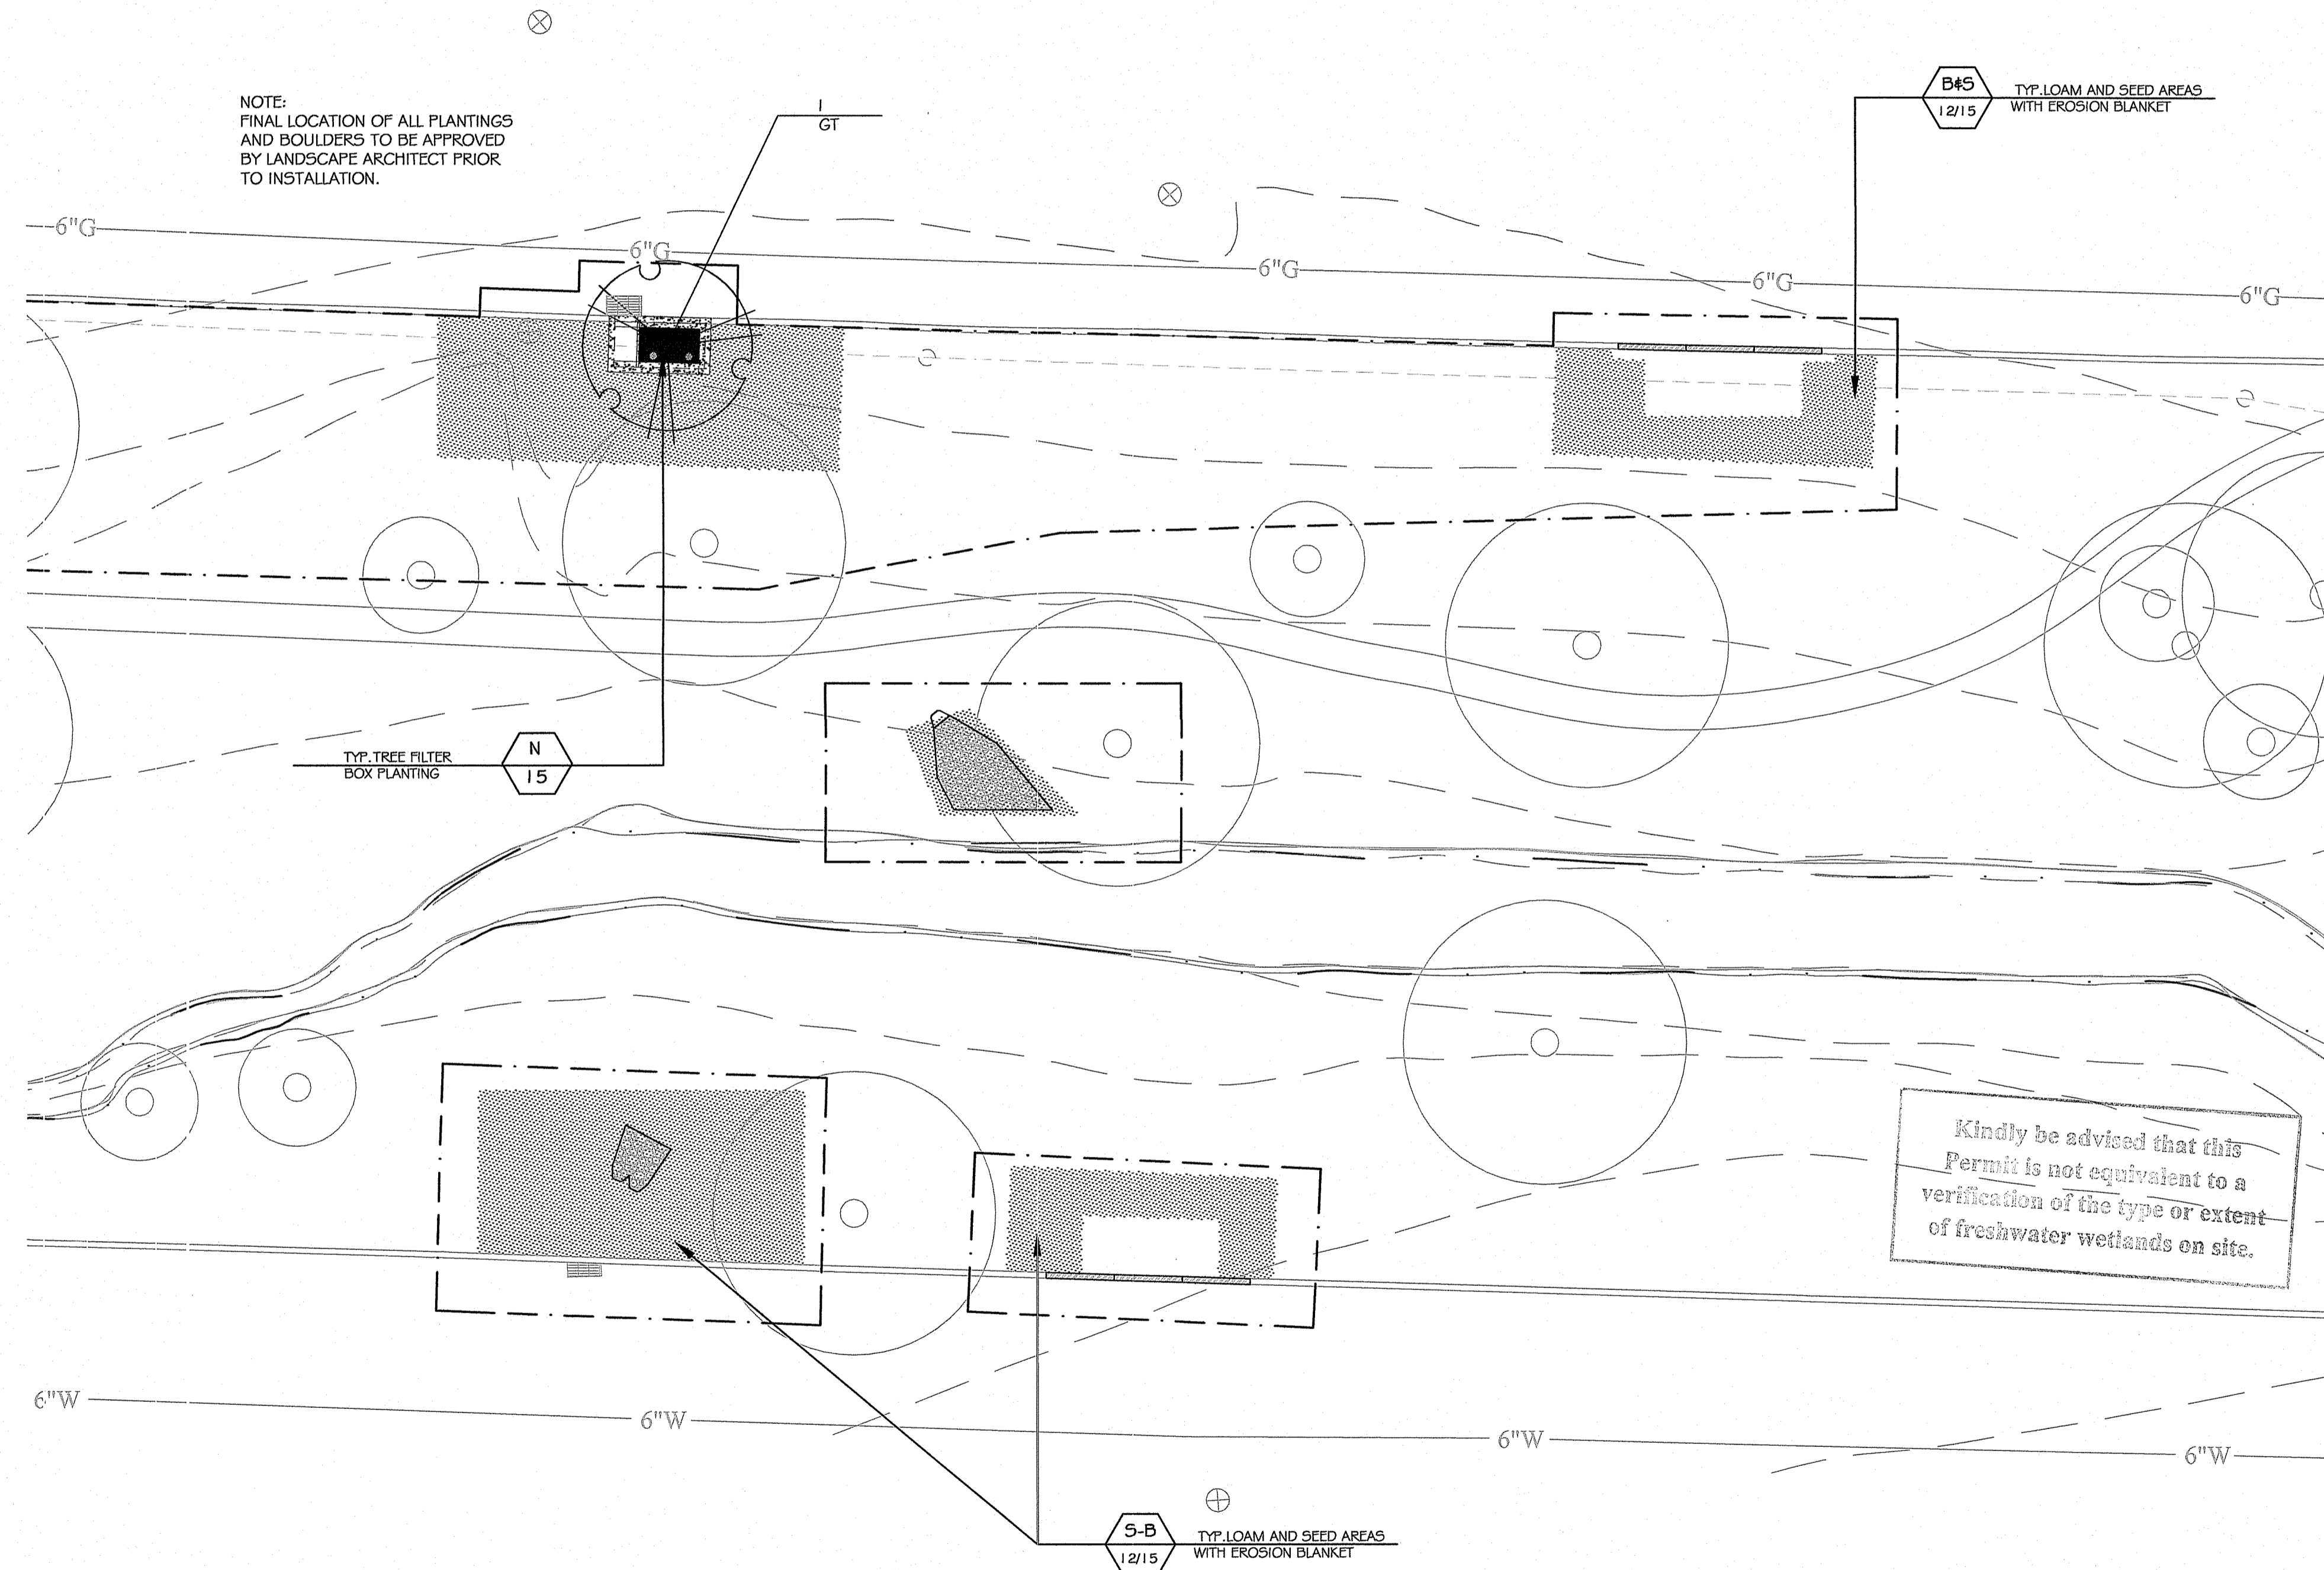 NOTE:
FINAL LOCATION OF ALL PLANTINGS
AND BOULDERS TO BE APPROVED
BY LANDSCAPE ARCHITECT PRIOR
TO INSTALLATION.
1
GT
B&S
12/15
TYP.LOAM AND SEED AREAS
WITH EROSION BLANKET
6"G
6"G
6"G
6"G
6"G
TYP.TREE FILTER
BOX PLANTING
N
15
Kindly be advised that this
Permit is not equivalent to a
verification of the type or extent
of freshwater wetlands on site.
6"W
6"W
6"W
6"W
S-B
12/15
TYP.LOAM AND SEED AREAS
WITH EROSION BLANKET